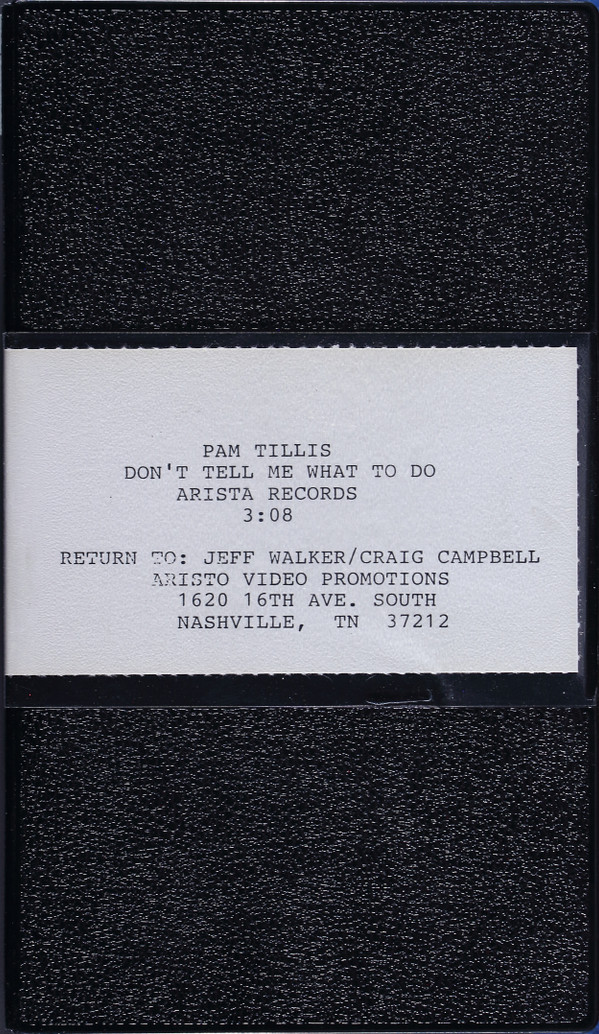 PAM TILLIS
DON'T TELL ME WHAT TO DO
ARISTA RECORDS
3:08
RETURN TO: JEFF WALKER/CRAIG CAMPBELL
ARISTO VIDEO PROMOTIONS
1620 16TH AVE. SOUTH
NASHVILLE, TN 37212